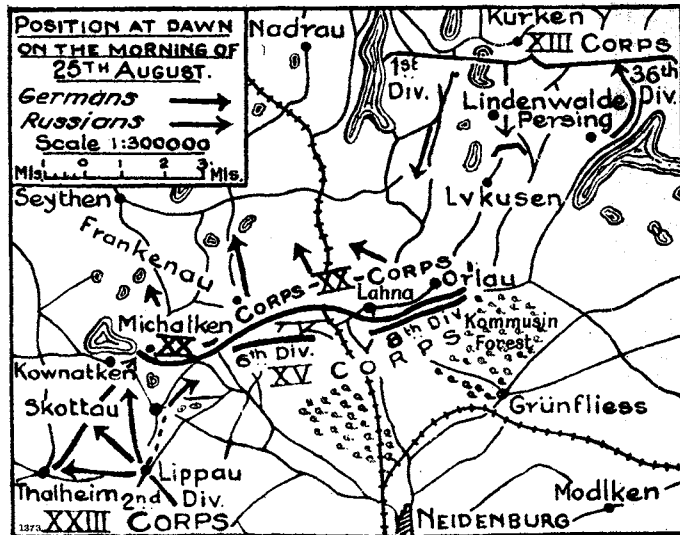 POSITION AT DAWN
ON THE MORNING OF
25TH AUGUST.
Germans
Russians
Scale 1:300000
Mls. 1 0 1 2 3 Mls.
Nadrau
Kurken
XIII CORPS
1st
Div.
36th
Div.
Lindenwalde
Persing
Lykusen
Seythen
Frankenau
CORPS-XX-CORPS
Orlau
Lahna
Michalken
XX
8th Div.
6th Div.
XV CORPS
Kommusin
Forest
Kownatken
Skottau
Grünfliess
Thalheim
Lippau
2nd
Div.
XXIII CORPS
NEIDENBURG
Modlken
1373